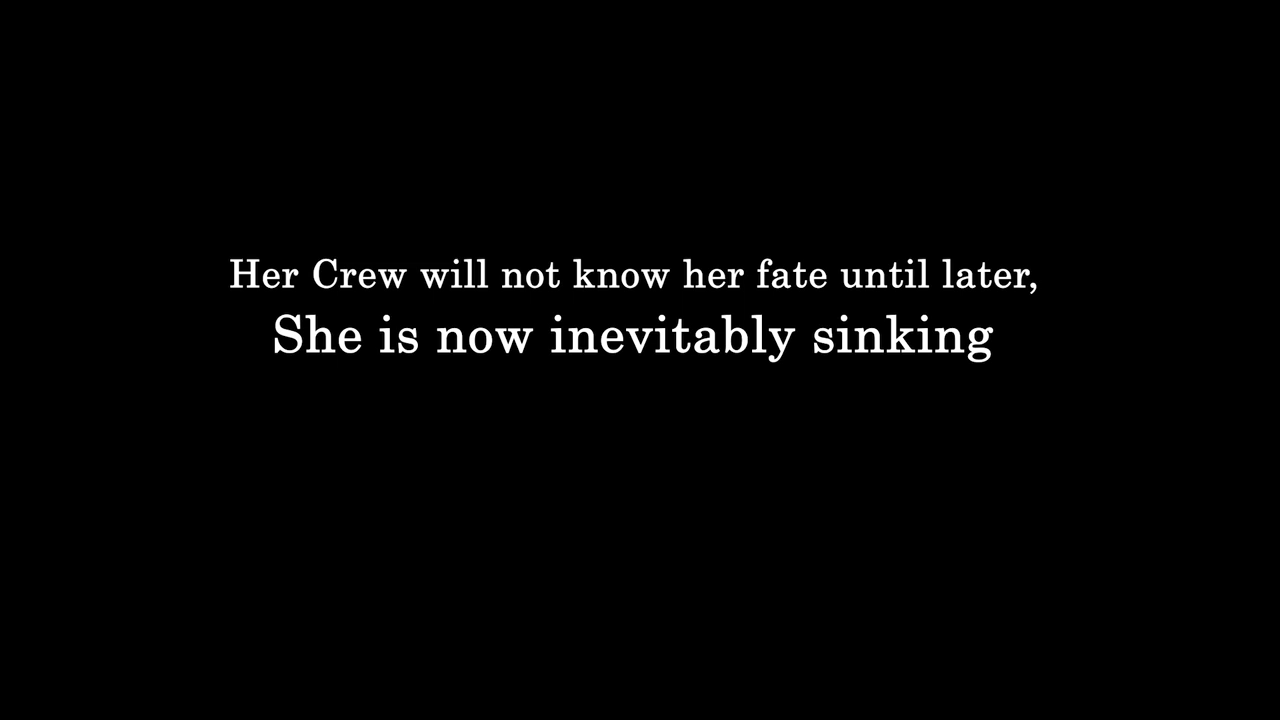 Her Crew will not know her fate until later,
She is now inevitably sinking